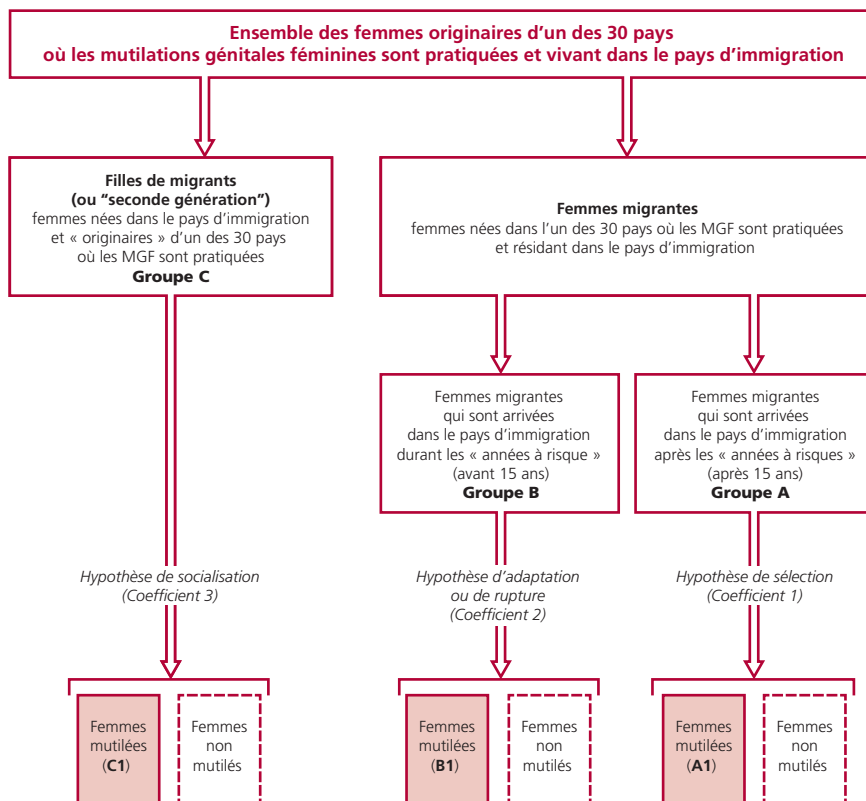 Ensemble des femmes originaires d'un des 30 pays
où les mutilations génitales féminines sont pratiquées et vivant dans le pays d'immigration
Filles de migrants
(ou "seconde génération")
femmes nées dans le pays d'immigration
et « originaires » d'un des 30 pays
où les MGF sont pratiquées
Groupe C
Femmes migrantes
femmes nées dans l'un des 30 pays où les MGF sont pratiquées
et résidant dans le pays d'immigration
Femmes migrantes
qui sont arrivées
dans le pays d'immigration
durant les « années à risque »
(avant 15 ans)
Groupe B
Femmes migrantes
qui sont arrivées
dans le pays d'immigration
après les « années à risques »
(après 15 ans)
Groupe A
Hypothèse de socialisation
(Coefficient 3)
Hypothèse d'adaptation
ou de rupture
(Coefficient 2)
Hypothèse de sélection
(Coefficient 1)
Femmes
mutilées
(C1)
Femmes
non
mutilés
Femmes
mutilées
(B1)
Femmes
non
mutilés
Femmes
mutilées
(A1)
Femmes
non
mutilés